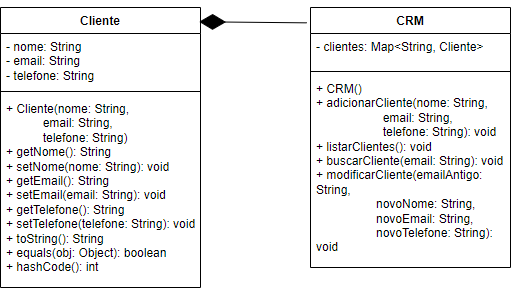 Cliente
- nome: String
- email: String
- telefone: String
+ Cliente(nome: String,
email: String,
telefone: String)
+ getNome(): String
+ setNome(nome: String): void
+ getEmail(): String
+ setEmail(email: String): void
+ getTelefone(): String
+ setTelefone(telefone: String): void
+ toString(): String
+ equals(obj: Object): boolean
+ hashCode(): int
CRM
- clientes: Map<String, Cliente>
+ CRM()
+ adicionarCliente(nome: String,
email: String,
telefone: String): void
+ listarClientes(): void
+ buscarCliente(email: String): void
+ modificarCliente(emailAntigo:
String,
novoNome: String,
novoEmail: String,
novoTelefone: String):
void